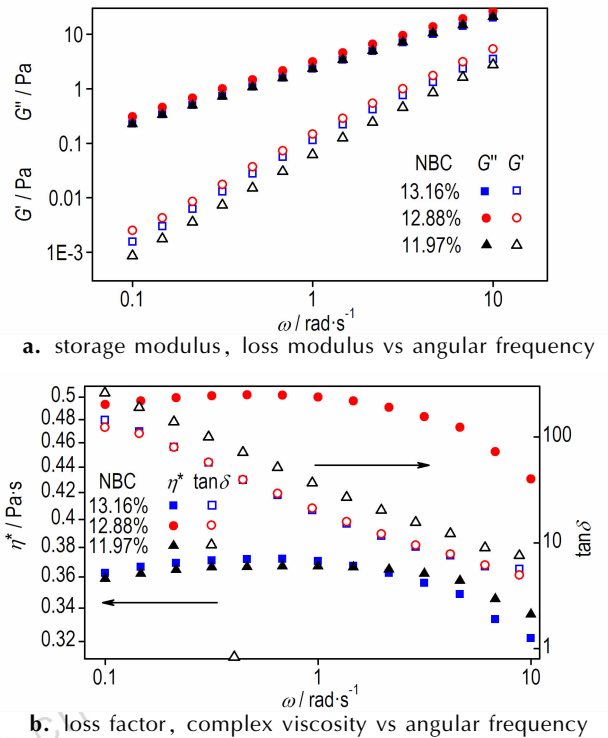 10
1
0.1
0.01
1E-3
G' / Pa G'' / Pa
NBC G'' G'
13.16%
12.88%
11.97%
0.1 1 10
ω / rad·s-1
a. storage modulus, loss modulus vs angular frequency
0.5
0.48
0.46
0.44
0.42
0.4
0.38
0.36
0.34
0.32
η* / Pa·s
NBC η* tanδ
13.16%
12.88%
11.97%
100
10
1
tanδ
0.1 1 10
ω / rad·s-1
b. loss factor, complex viscosity vs angular frequency